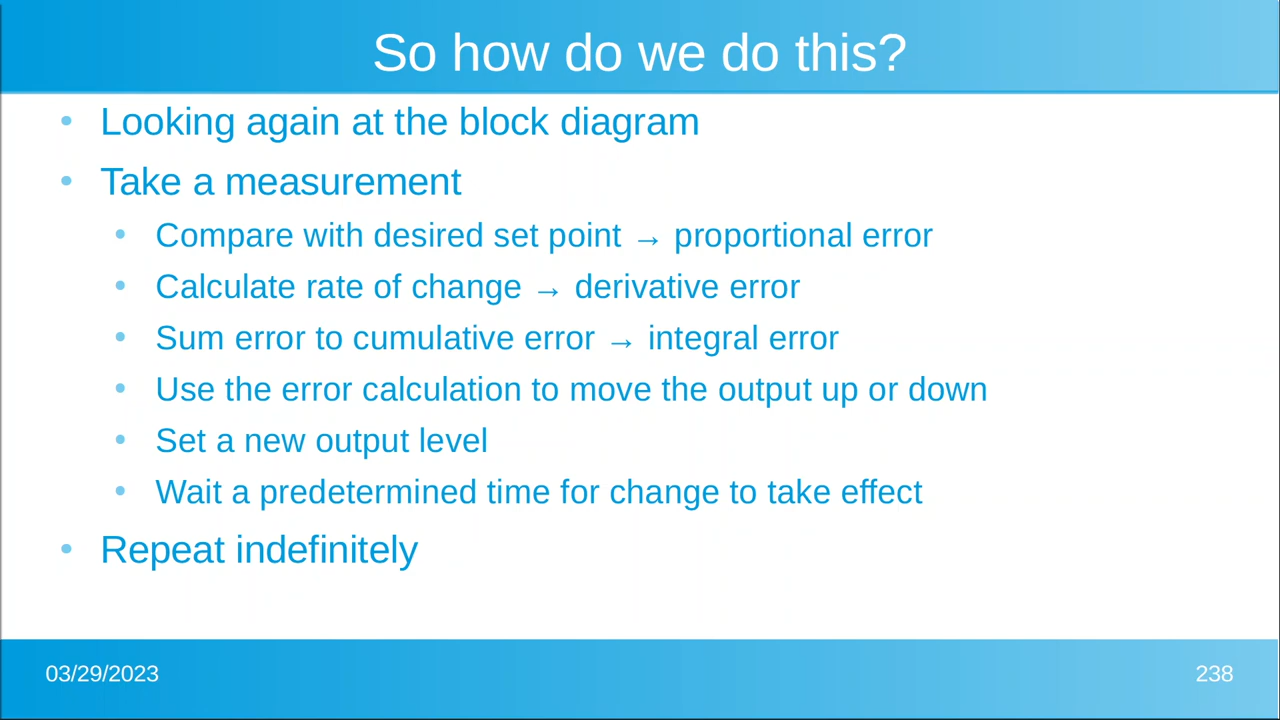 So how do we do this?
• Looking again at the block diagram
• Take a measurement
• Compare with desired set point → proportional error
• Calculate rate of change → derivative error
• Sum error to cumulative error → integral error
• Use the error calculation to move the output up or down
• Set a new output level
• Wait a predetermined time for change to take effect
• Repeat indefinitely
03/29/2023
238